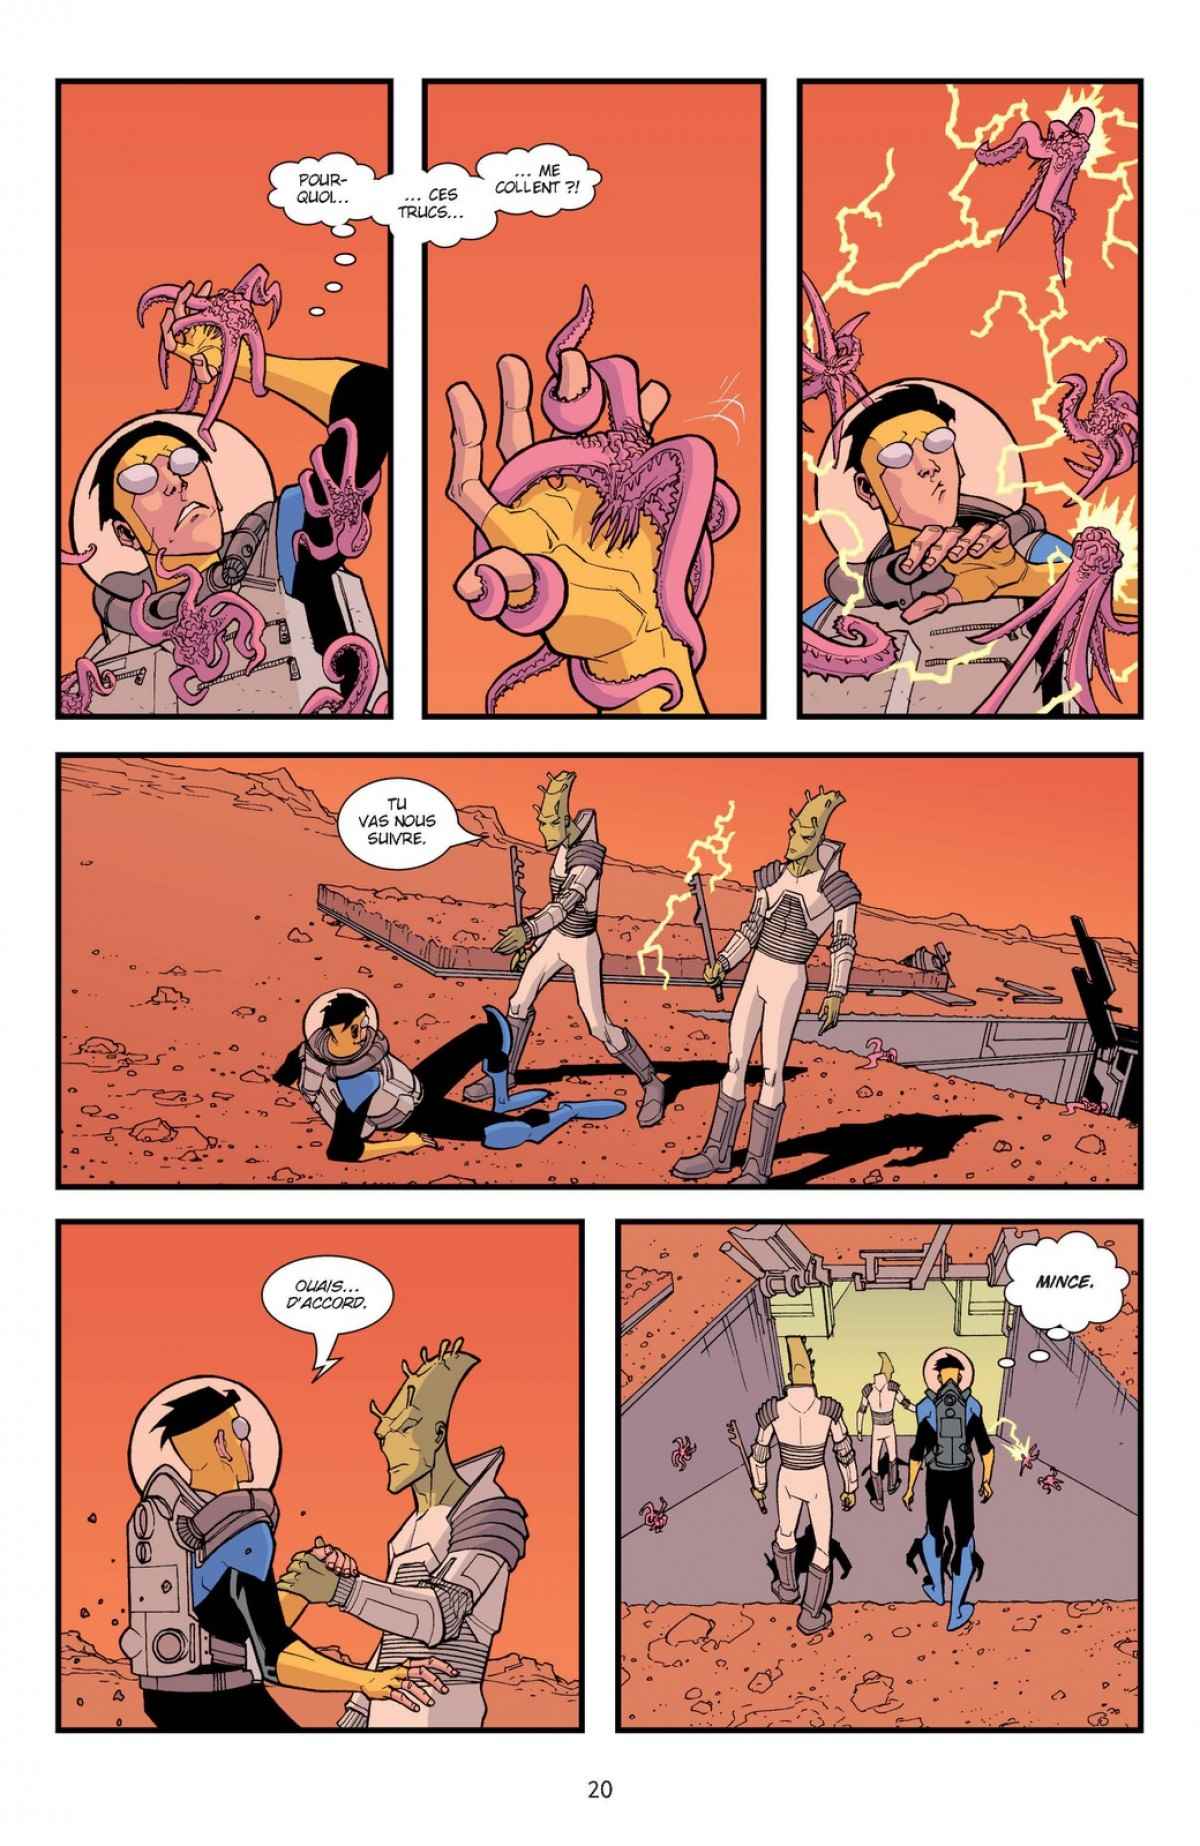 POUR-
QUOI...
... CES
TRUCS...
... ME
COLLENT ?!
TU
VAS NOUS
SUIVRE.
OUAIS...
D'ACCORD.
MINCE.
20